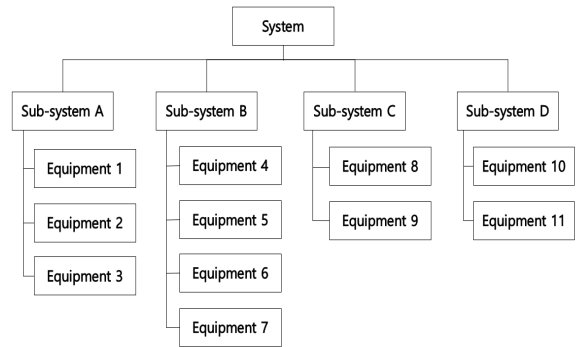 System
Sub-system A
Sub-system B
Sub-system C
Sub-system D
Equipment 1
Equipment 2
Equipment 3
Equipment 4
Equipment 5
Equipment 6
Equipment 7
Equipment 8
Equipment 9
Equipment 10
Equipment 11